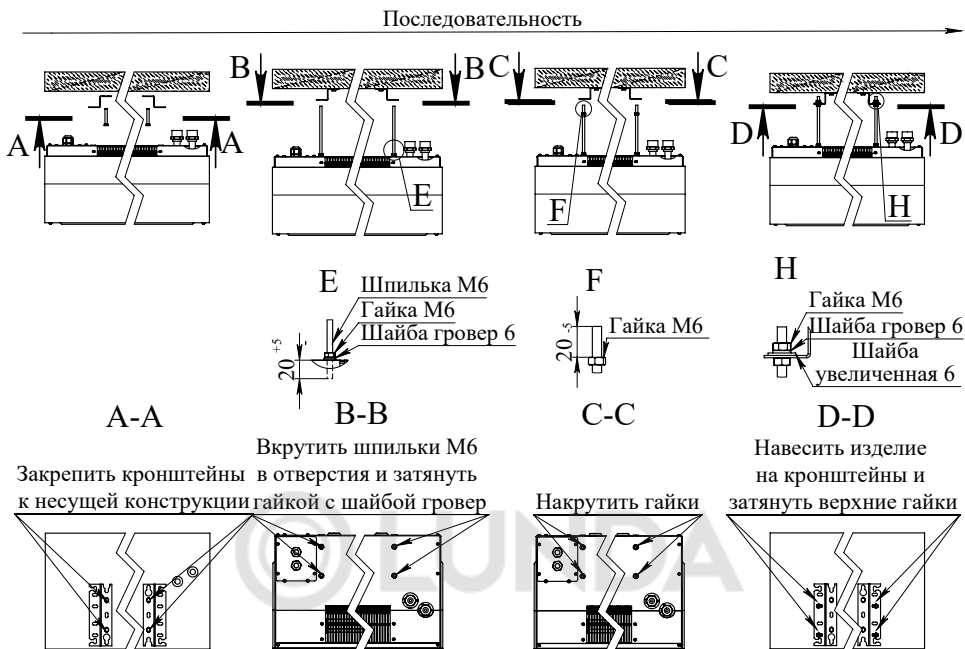 Последовательность
A
A
B
B
C
C
D
D
E
F
H
E
Шпилька М6
Гайка М6
Шайба гровер 6
20 +5 -
F
Гайка М6
20 -5
H
Гайка М6
Шайба гровер 6
Шайба
увеличенная 6
A-A
B-B
C-C
D-D
Закрепить кронштейны
к несущей конструкции
Вкрутить шпильки М6
в отверстия и затянуть
гайкой с шайбой гровер
Накрутить гайки
Навесить изделие
на кронштейны и
затянуть верхние гайки
© LUNDA